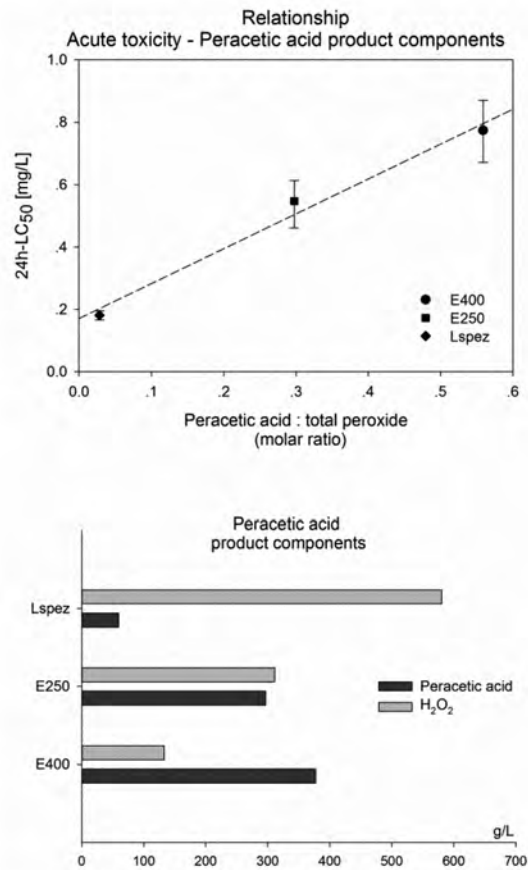 Relationship
Acute toxicity - Peracetic acid product components
24h-LC50 [mg/L]
1.0
.8
.6
.4
.2
0.0
E400
E250
Lspez
0.0 .1 .2 .3 .4 .5 .6
Peracetic acid : total peroxide
(molar ratio)
Peracetic acid
product components
Lspez
E250
E400
Peracetic acid
H2O2
g/L
0 100 200 300 400 500 600 700